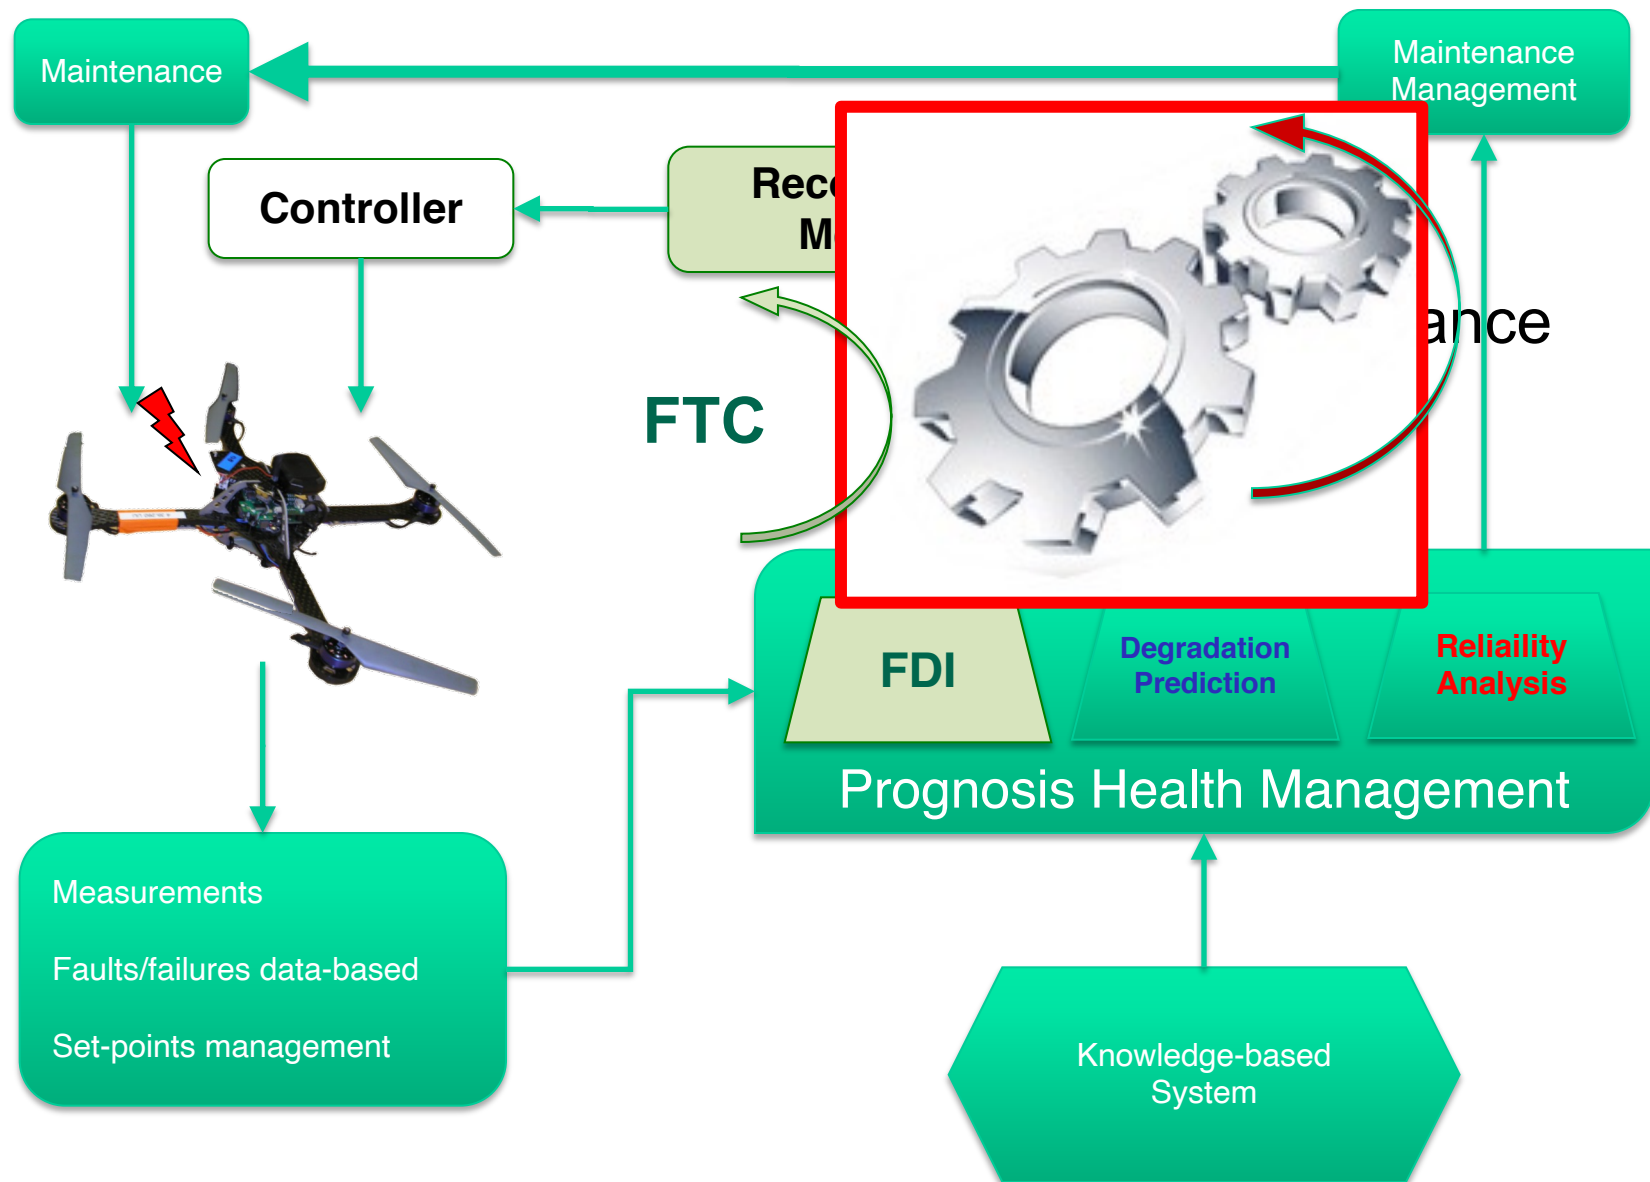 Maintenance
Maintenance
Management
Controller
FTC
FDI
Degradation
Prediction
Reliaility
Analysis
Prognosis Health Management
Measurements
Faults/failures data-based
Set-points management
Knowledge-based
System